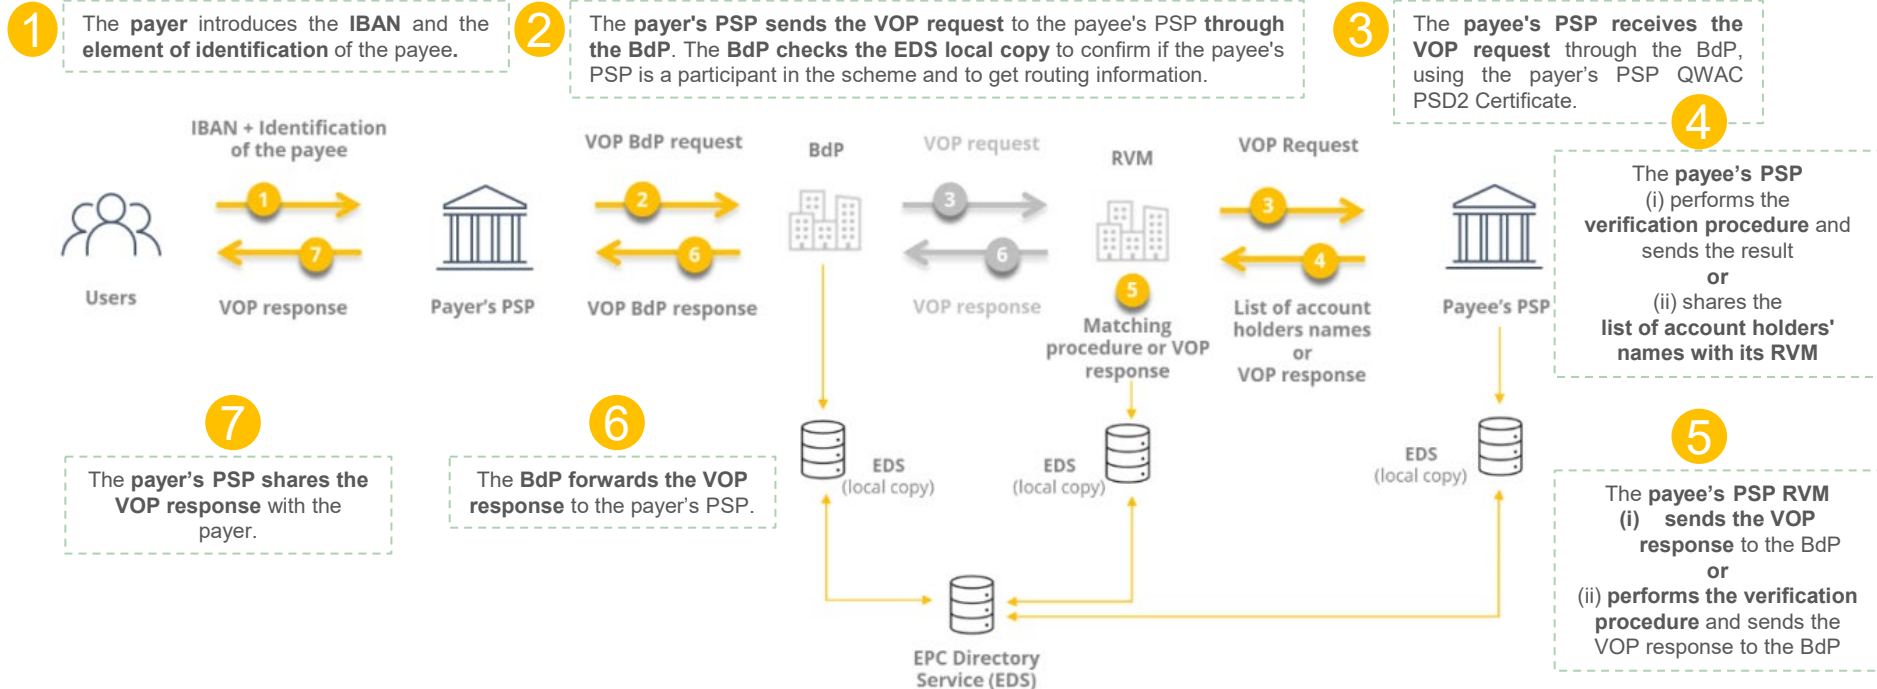 1
The payer introduces the IBAN and the
element of identification of the payee.
2
The payer's PSP sends the VOP request to the payee's PSP through
the BdP. The BdP checks the EDS local copy to confirm if the payee's
PSP is a participant in the scheme and to get routing information.
3
The payee's PSP receives the
VOP request through the BdP,
using the payer's PSP QWAC
PSD2 Certificate.
4
The payee's PSP
(i) performs the
verification procedure and
sends the result
or
(ii) shares the
list of account holders'
names with its RVM
IBAN + Identification
of the payee
1
7
VOP response
Users
Payer's PSP
VOP BdP request
2
6
VOP BdP response
BdP
VOP request
3
6
VOP response
RVM
5
Matching
procedure or VOP
response
VOP Request
3
4
List of account
holders names
or
VOP response
Payee's PSP
EDS
(local copy)
EDS
(local copy)
EDS
(local copy)
EPC Directory
Service (EDS)
7
The payer's PSP shares the
VOP response with the
payer.
6
The BdP forwards the VOP
response to the payer's PSP.
5
The payee's PSP RVM
(i) sends the VOP
response to the BdP
or
(ii) performs the verification
procedure and sends the
VOP response to the BdP